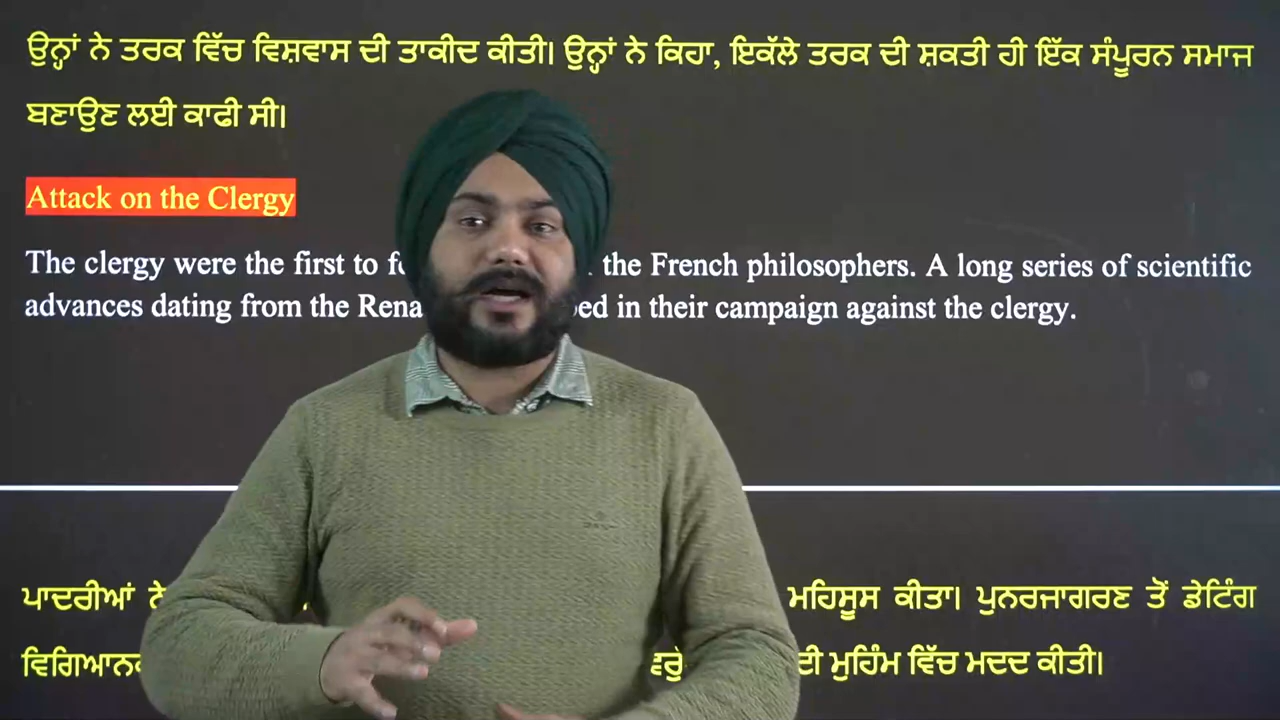 ਉਨ੍ਹਾਂ ਨੇ ਤਰਕ ਵਿੱਚ ਵਿਸ਼ਵਾਸ ਦੀ ਤਾਕੀਦ ਕੀਤੀ। ਉਨ੍ਹਾਂ ਨੇ ਕਿਹਾ, ਇਕੱਲੇ ਤਰਕ ਦੀ ਸ਼ਕਤੀ ਹੀ ਇੱਕ ਸੰਪੂਰਨ ਸਮਾਜ
ਬਣਾਉਣ ਲਈ ਕਾਫੀ ਸੀ।
Attack on the Clergy
The clergy were the first to the French philosophers. A long series of scientific
advances dating from the in their campaign against the clergy.
ਪਾਦਰੀਆਂ ਮਹਿਸੂਸ ਕੀਤਾ। ਪੁਨਰਜਾਗਰਣ ਤੋਂ ਡੇਟਿੰਗ
ਦੀ ਮੁਹਿੰਮ ਵਿੱਚ ਮਦਦ ਕੀਤੀ।